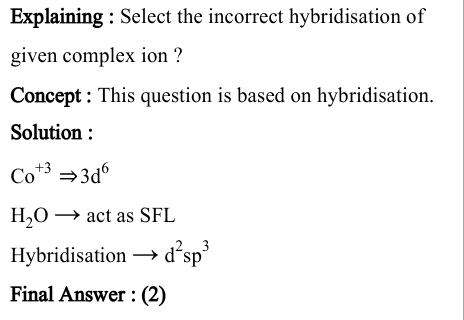 Explaining : Select the incorrect hybridisation of
given complex ion ?
Concept : This question is based on hybridisation.
Solution :
Co⁺³ ⇒3d⁶
H₂O → act as SFL
Hybridisation → d²sp³
Final Answer : (2)